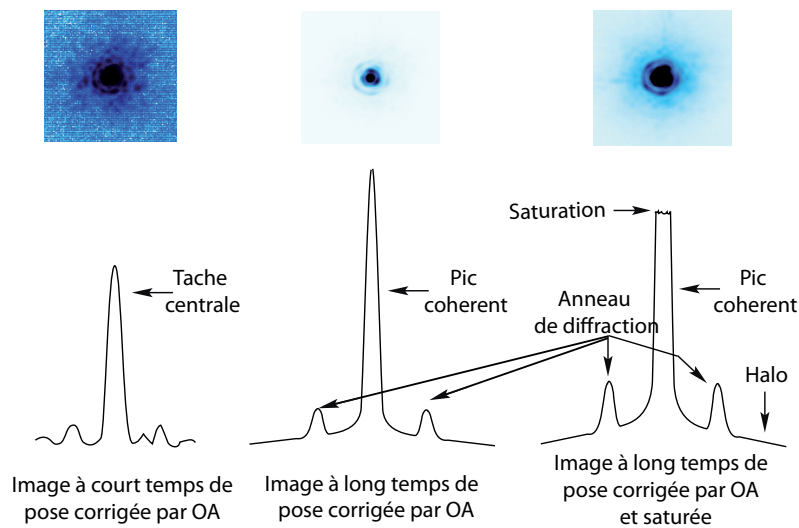 Saturation
Tache
centrale
Pic
coherent
Anneau
de diffraction
Pic
coherent
Halo
Image à court temps de
pose corrigée par OA
Image à long temps de
pose corrigée par OA
Image à long temps de
pose corrigée par OA
et saturée